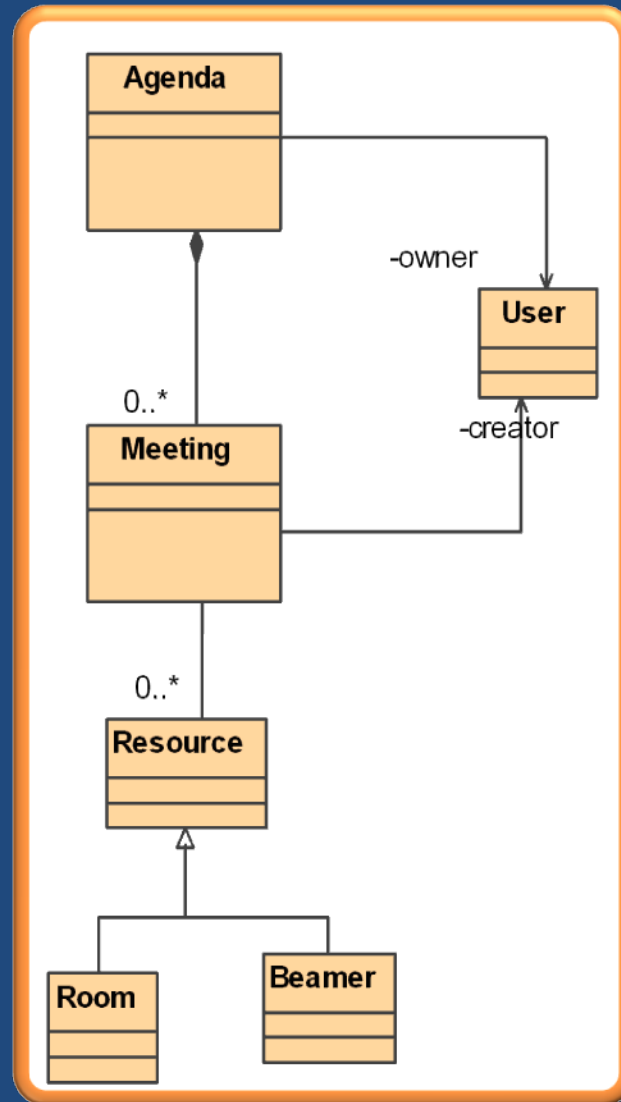 Agenda
-owner
User
0..*
-creator
Meeting
0..*
Resource
Beamer
Room